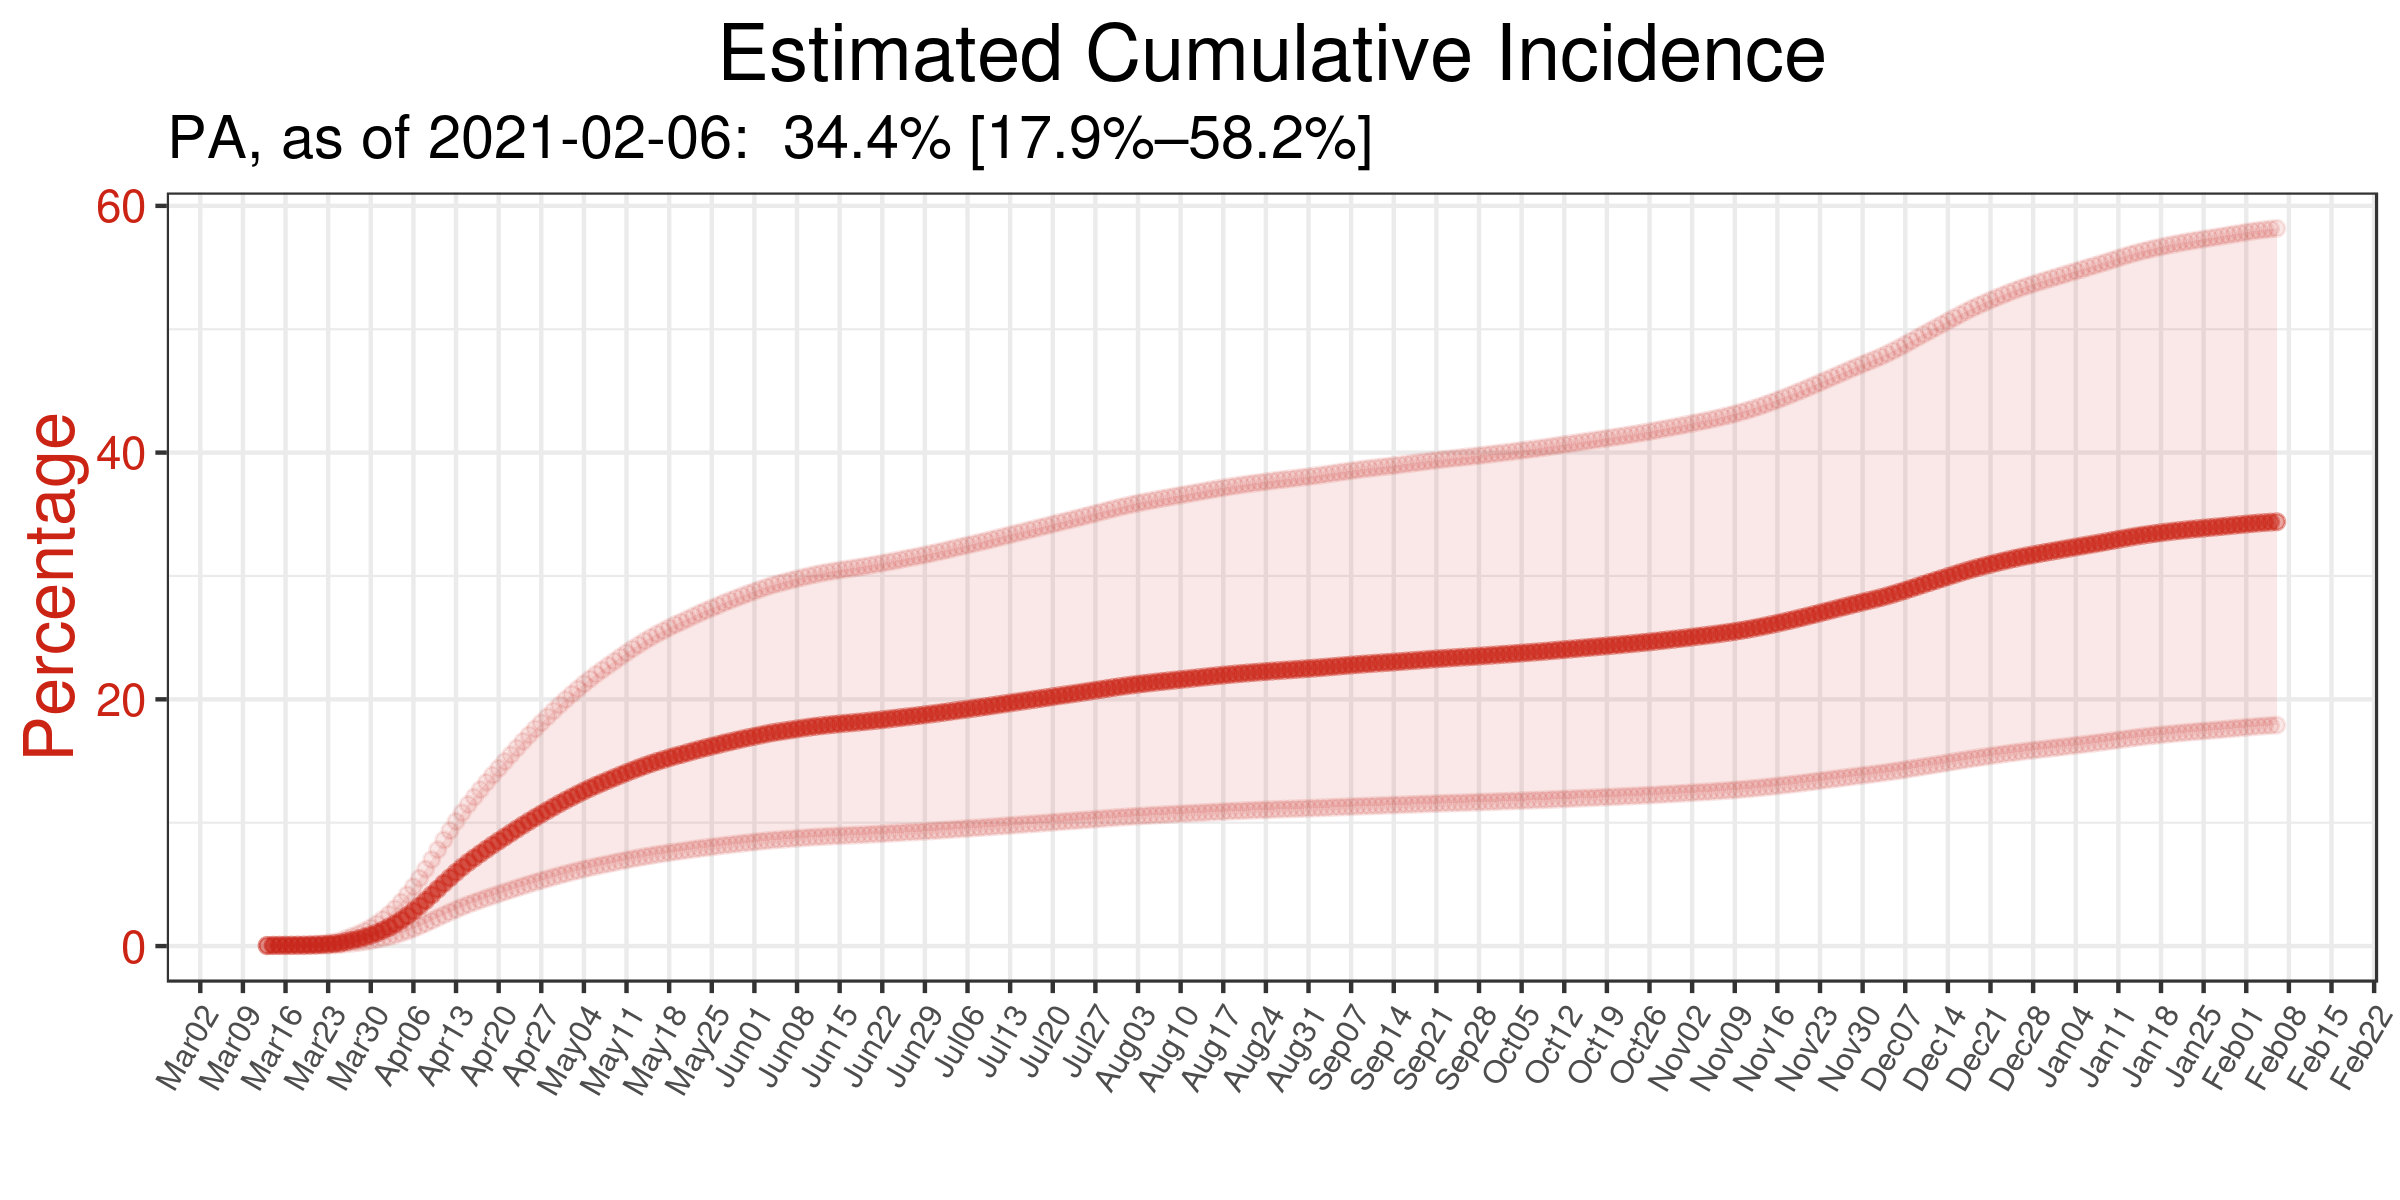 Estimated Cumulative Incidence
PA, as of 2021-02-06:  34.4% [17.9%–58.2%]
Percentage
60
40
20
0
Mar02
Mar09
Mar16
Mar23
Mar30
Apr06
Apr13
Apr20
Apr27
May04
May11
May18
May25
Jun01
Jun08
Jun15
Jun22
Jun29
Jul06
Jul13
Jul20
Jul27
Aug03
Aug10
Aug17
Aug24
Aug31
Sep07
Sep14
Sep21
Sep28
Oct05
Oct12
Oct19
Oct26
Nov02
Nov09
Nov16
Nov23
Nov30
Dec07
Dec14
Dec21
Dec28
Jan04
Jan11
Jan18
Jan25
Feb01
Feb08
Feb15
Feb22